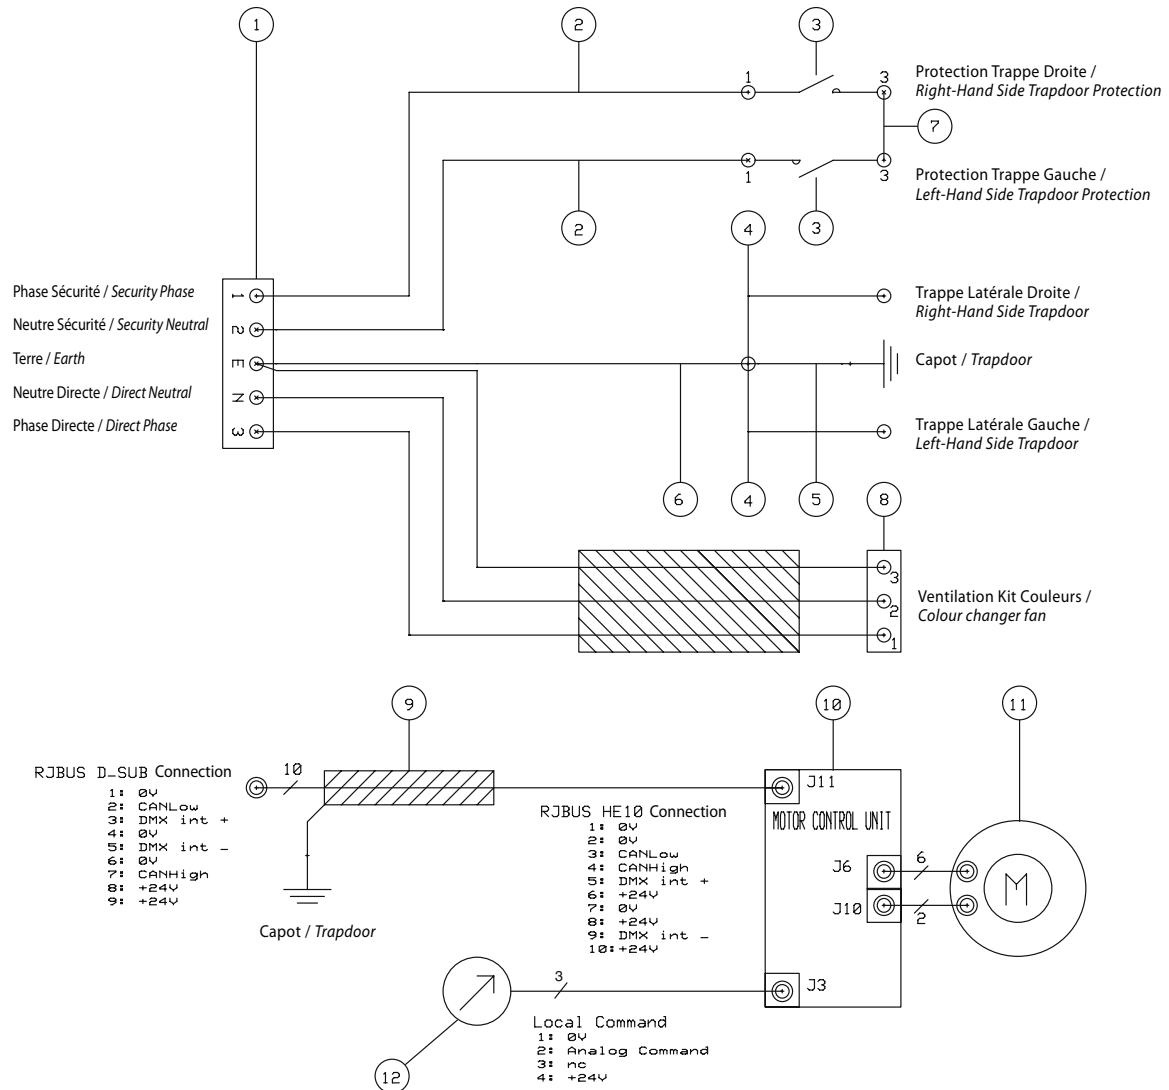 1
2
3
1
3
Protection Trappe Droite /
Right-Hand Side Trapdoor Protection
7
1
3
Protection Trappe Gauche /
Left-Hand Side Trapdoor Protection
2
4
3
Phase Sécurité / Security Phase
1
Trappe Latérale Droite /
Right-Hand Side Trapdoor
Neutre Sécurité / Security Neutral
2
Terre / Earth
E
Capot / Trapdoor
Neutre Directe / Direct Neutral
N
Phase Directe / Direct Phase
3
Trappe Latérale Gauche /
Left-Hand Side Trapdoor
6
4
5
8
3
2
1
Ventilation Kit Couleurs /
Colour changer fan
9
10
11
RJBUS D_SUB Connection
1: 0V
2: CANLow
3: DMX int +
4: 0V
5: DMX int -
6: 0V
7: CANHigh
8: +24V
9: +24V
10
Capot / Trapdoor
J11
MOTOR CONTROL UNIT
RJBUS HE10 Connection
1: 0V
2: 0V
3: CANLow
4: CANHigh
5: DMX int +
6: +24V
7: 0V
8: +24V
9: DMX int -
10: +24V
J6
6
J10
2
M
J3
3
Local Command
1: 0V
2: Analog Command
3: nc
4: +24V
12